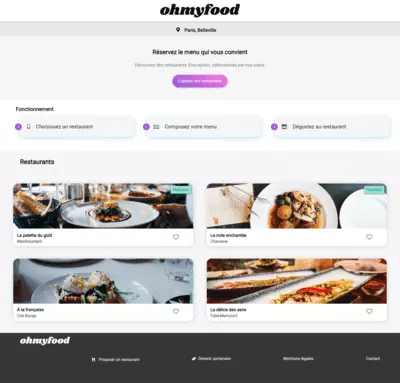 ohmyfood
Paris, Belleville
Réservez le menu qui vous convient
Découvrez des restaurants d'exception, sélectionnés par nos soins.
Explorer nos restaurants
Fonctionnement
1 Choisissez un restaurant
2 Composez votre menu
3 Dégustez au restaurant
Restaurants
Nouveau
Nouveau
La palette du goût
Ménilmontant
La note enchantée
Charonne
À la française
Cité Rouge
Le délice des sens
Folie-Méricourt
ohmyfood
Proposer un restaurant
Devenir partenaire
Mentions légales
Contact